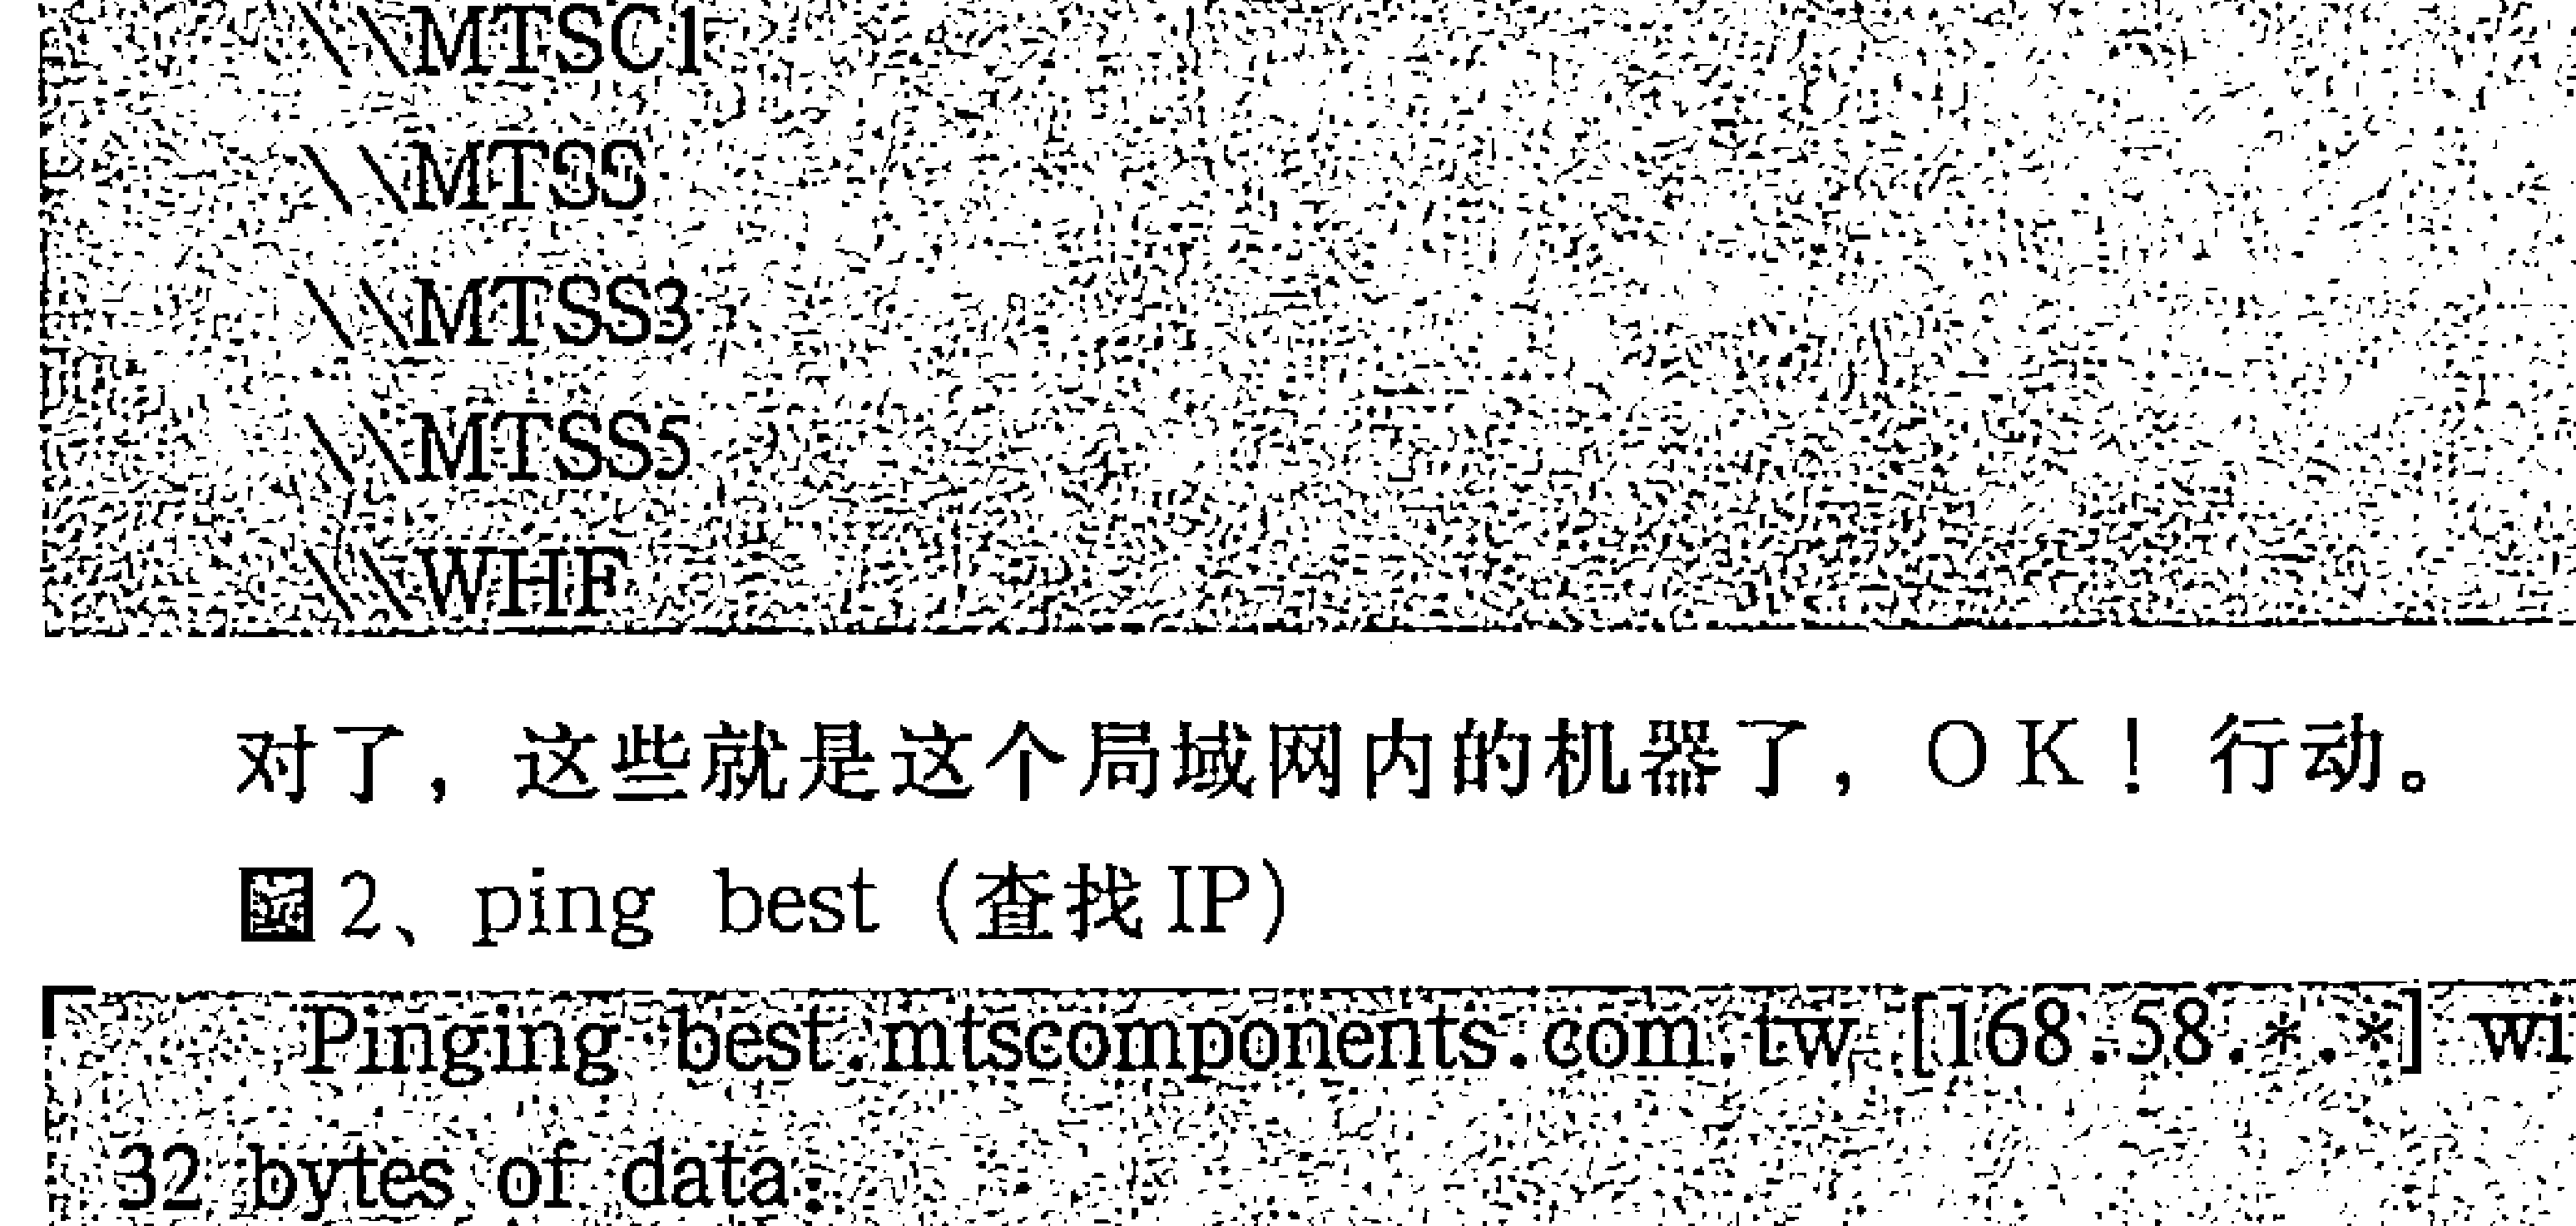 \\MTSC1
\\MTSS
\\MTSS3
\\MTSS5
\\WHF
对了，这些就是这个局域网内的机器了，OK！行动。
2、ping best（查找IP）
Pinging best.mtscomponents.com.tw [168.58.*.*] wi
32 bytes of data: